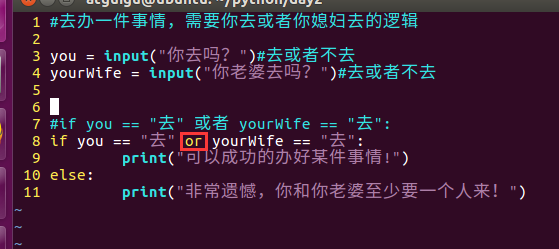 atguigu@ubuntu: ~/python/day2
1 #去办一件事情，需要你去或者你媳妇去的逻辑
2
3 you = input("你去吗？")#去或者不去
4 yourWife = input("你老婆去吗？")#去或者不去
5
6
7 #if you == "去" 或者 yourWife == "去":
8 if you == "去" or yourWife == "去":
9 print("可以成功的办好某件事情!")
10 else:
11 print("非常遗憾，你和你老婆至少要一个人来！")
~
~
~